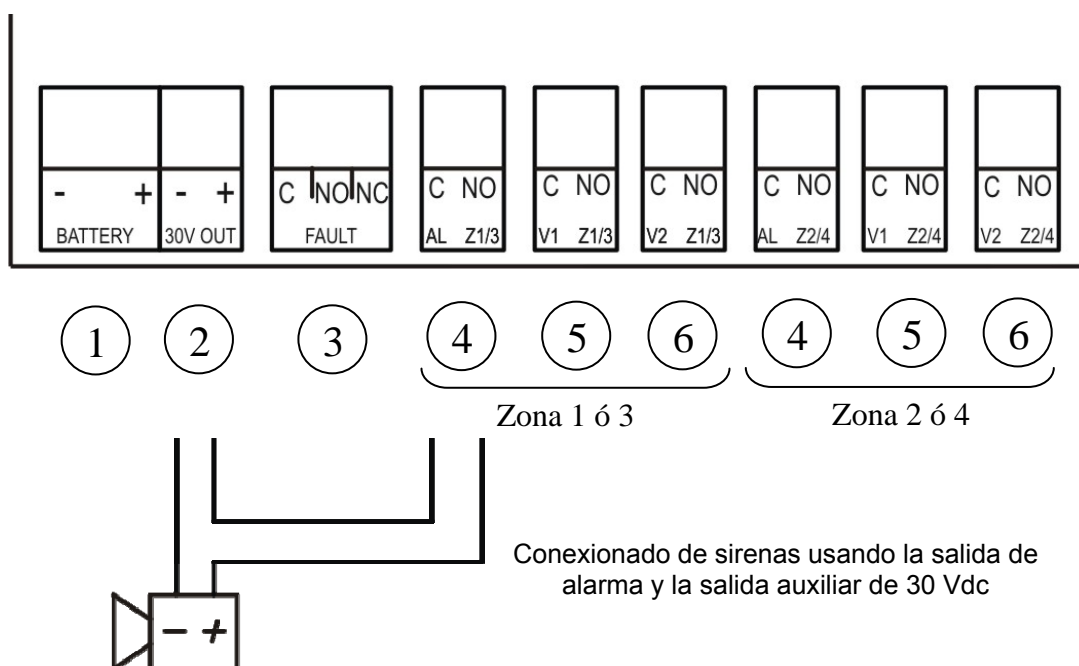 - + - + C NO NC C NO C NO C NO C NO C NO C NO
BATTERY 30V OUT FAULT AL Z1/3 V1 Z1/3 V2 Z1/3 AL Z2/4 V1 Z2/4 V2 Z2/4
1 2 3 4 5 6 4 5 6
Zona 1 ó 3 Zona 2 ó 4
Conexionado de sirenas usando la salida de
alarma y la salida auxiliar de 30 Vdc
- +